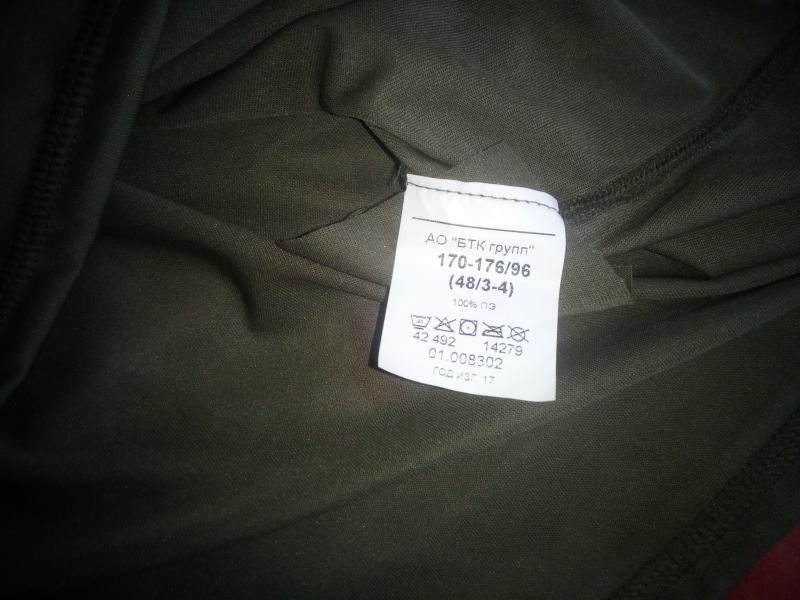 АО "БТК групп"
170-176/96
(48/3-4)
100% ПЭ
42 492 14279
01.008302
ГОД ИЗГ. 17